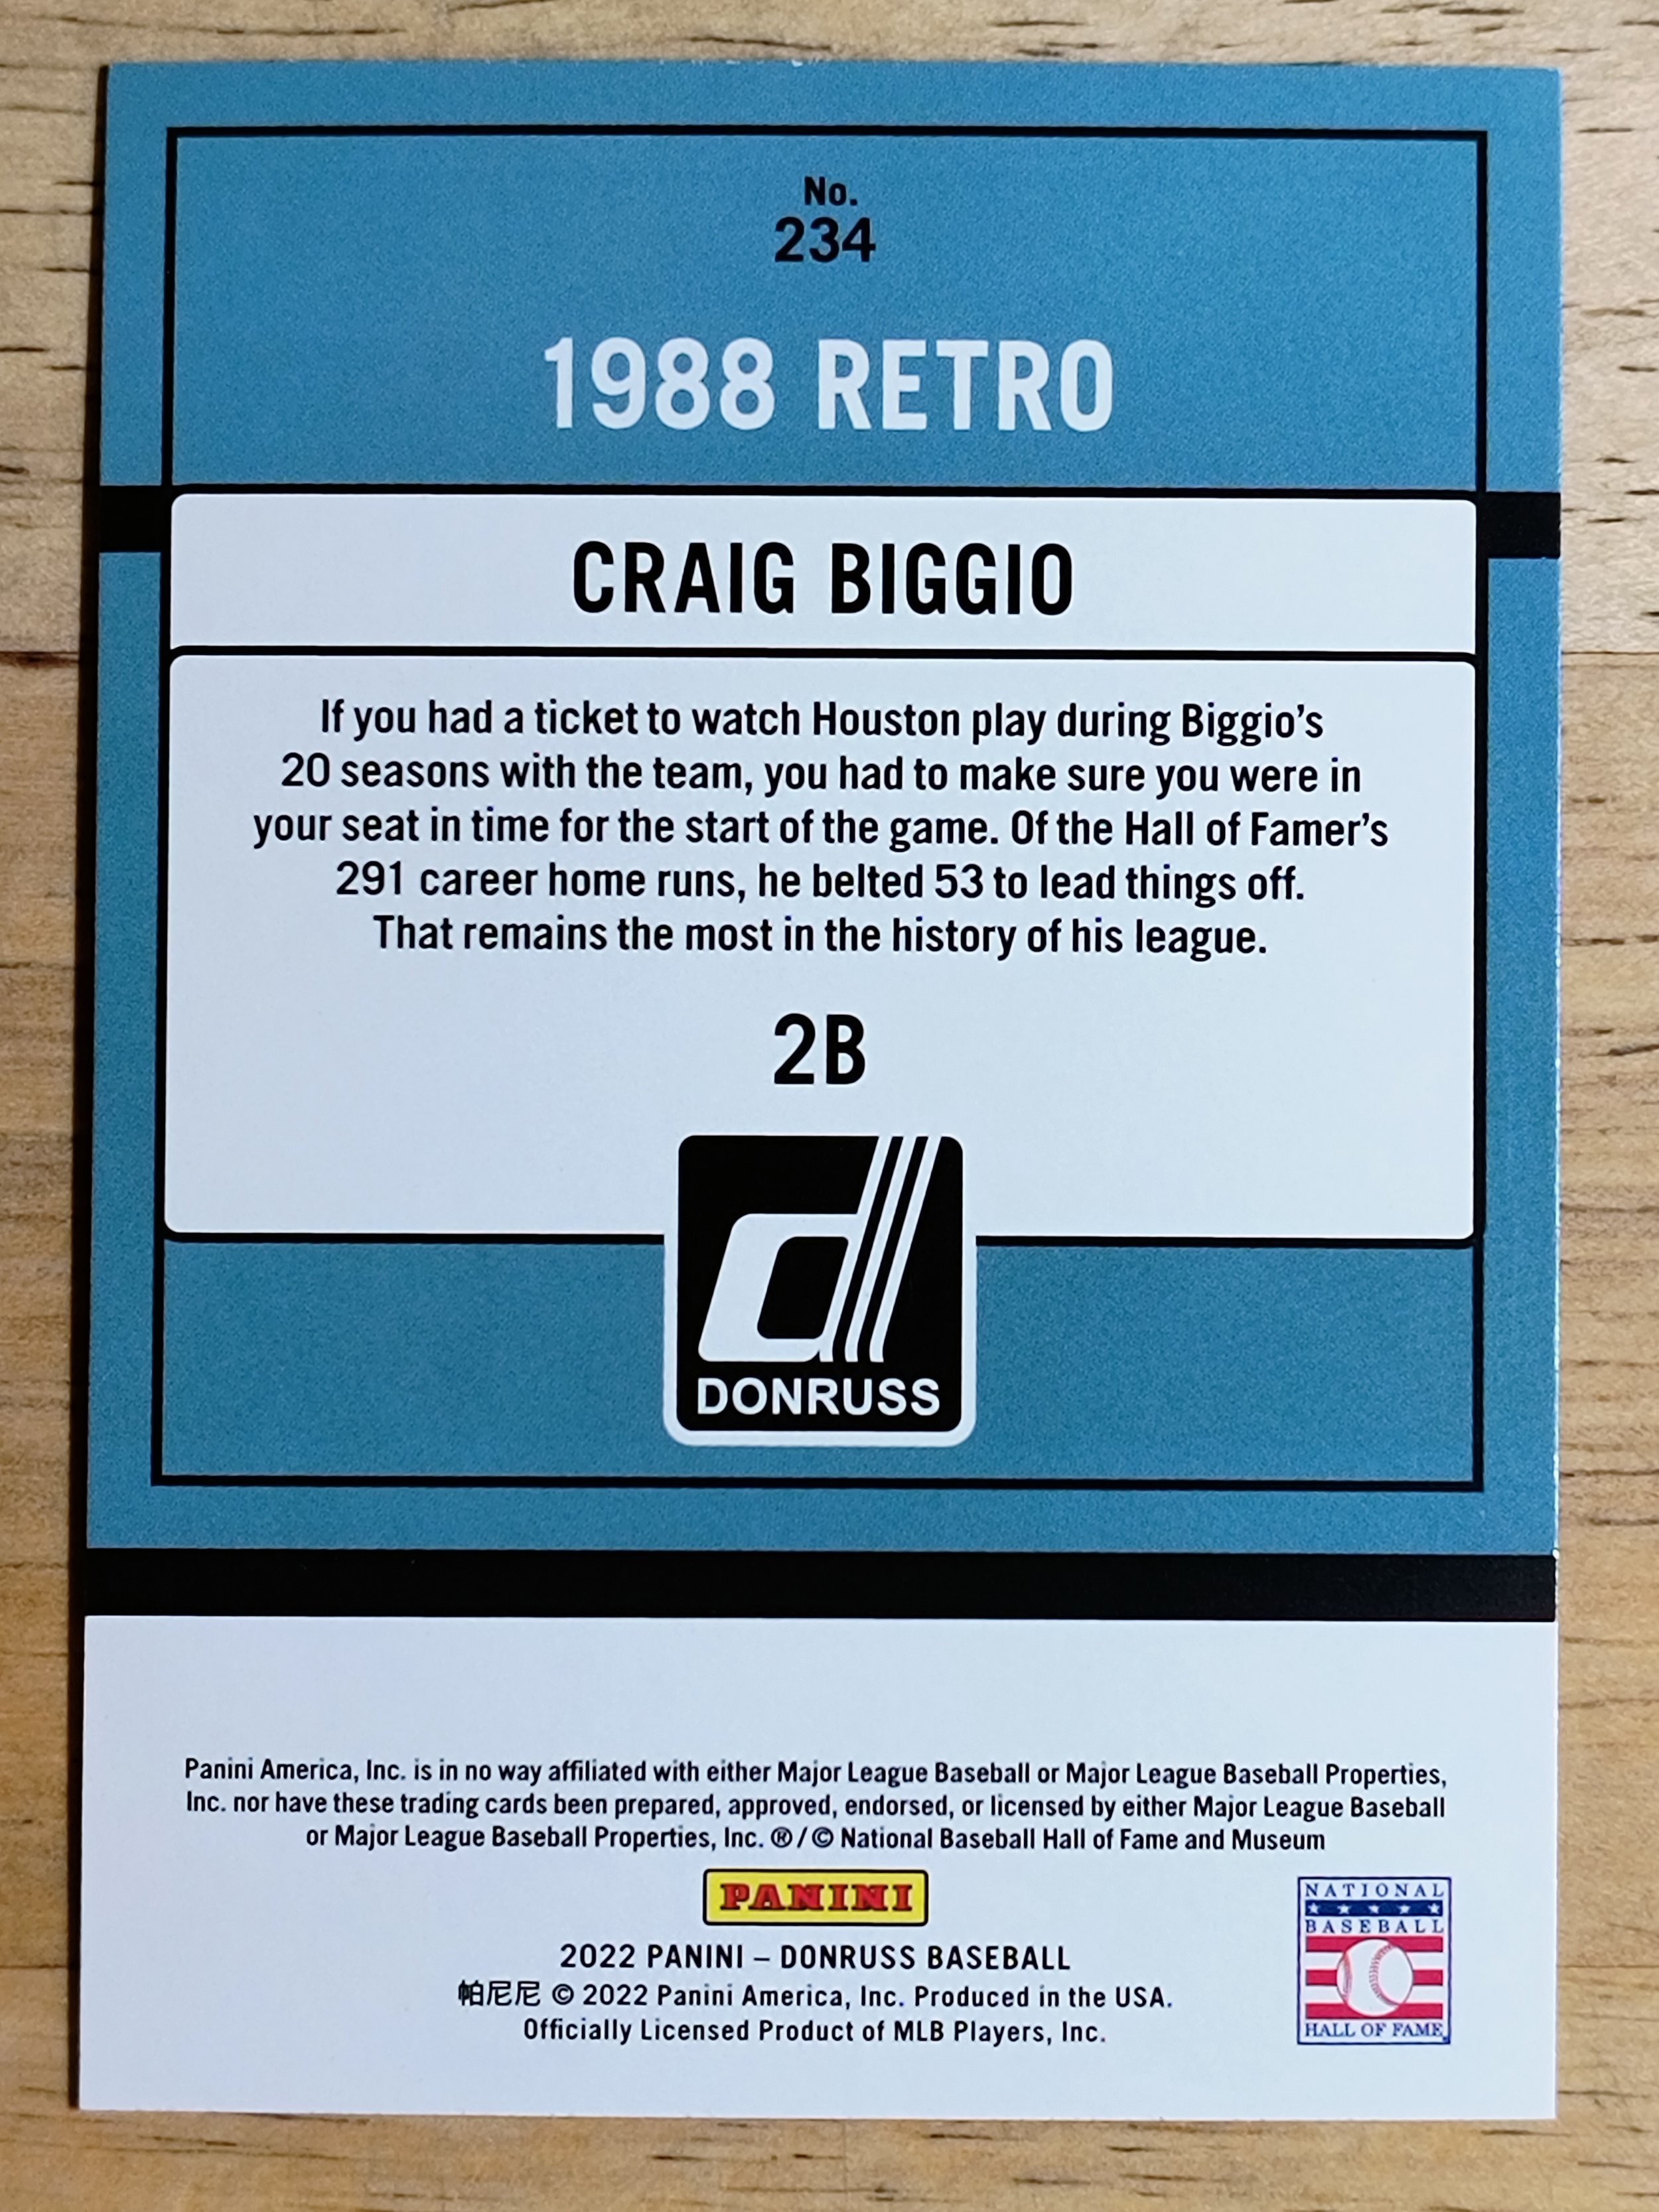 No.
234
1988 RETRO
CRAIG BIGGIO
If you had a ticket to watch Houston play during Biggio's
20 seasons with the team, you had to make sure you were in
your seat in time for the start of the game. Of the Hall of Famer's
291 career home runs, he belted 53 to lead things off.
That remains the most in the history of his league.
2B
DONRUSS
Panini America, Inc. is in no way affiliated with either Major League Baseball or Major League Baseball Properties,
Inc. nor have these trading cards been prepared, approved, endorsed, or licensed by either Major League Baseball
or Major League Baseball Properties, Inc. ® / © National Baseball Hall of Fame and Museum
PANINI
2022 PANINI – DONRUSS BASEBALL
帕尼尼 © 2022 Panini America, Inc. Produced in the USA.
Officially Licensed Product of MLB Players, Inc.
NATIONAL
BASEBALL
HALL OF FAME